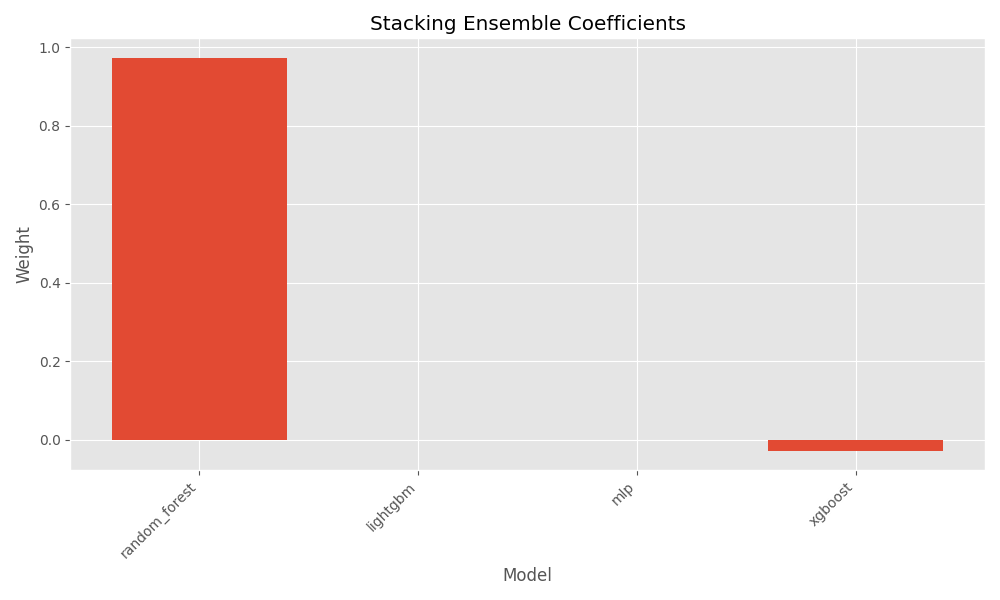 Stacking Ensemble Coefficients
1.0
0.8
0.6
0.4
0.2
0.0
Weight
random_forest
lightgbm
mlp
xgboost
Model